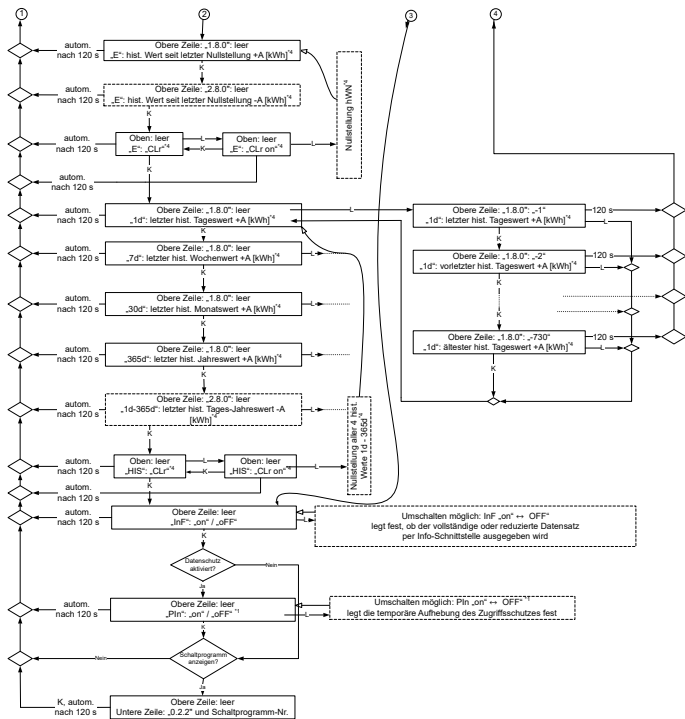 1
2
3
4
autom.
nach 120 s
Obere Zeile: „1.8.0“: leer
„E“: hist. Wert seit letzter Nullstellung +A [kWh]*4
K
autom.
nach 120 s
Obere Zeile: „2.8.0“: leer
„E“: hist. Wert seit letzter Nullstellung -A [kWh]*4
K
Nullstellung hWN*4
autom.
nach 120 s
Oben: leer
„E“: „CLr“*4
L
K
Oben: leer
„E“: „CLr on“*4
L
K
autom.
nach 120 s
autom.
nach 120 s
Obere Zeile: „1.8.0“: leer
„1d“: letzter hist. Tageswert +A [kWh]*4
L
K
Obere Zeile: „1.8.0“: „-1“
„1d“: letzter hist. Tageswert +A [kWh]*4
120 s
L
K
autom.
nach 120 s
Obere Zeile: „1.8.0“: leer
„7d“: letzter hist. Wochenwert +A [kWh]*4
L
K
Obere Zeile: „1.8.0“: „-2“
„1d“: vorletzter hist. Tageswert +A [kWh]*4
120 s
L
K
autom.
nach 120 s
Obere Zeile: „1.8.0“: leer
„30d“: letzter hist. Monatswert +A [kWh]*4
L
K
K
autom.
nach 120 s
Obere Zeile: „1.8.0“: leer
„365d“: letzter hist. Jahreswert +A [kWh]*4
L
K
Obere Zeile: „1.8.0“: „-730“
„1d“: ältester hist. Tageswert +A [kWh]*4
120 s
L
K
autom.
nach 120 s
Obere Zeile: „2.8.0“: leer
„1d-365d“: letzter hist. Tages-Jahreswert -A
[kWh]*4
L
K
Nullstellung aller 4 hist.
Werte 1d - 365d*4
autom.
nach 120 s
Oben: leer
„HIS“: „CLr“*4
L
K
Oben: leer
„HIS“: „CLr on“*4
L
K
autom.
nach 120 s
autom.
nach 120 s
Obere Zeile: leer
„InF“: „on“ / „oFF“
L
K
Umschalten möglich: InF „on“ ↔ OFF“
legt fest, ob der vollständige oder reduzierte Datensatz
per Info-Schnittstelle ausgegeben wird
Datenschutz
aktiviert?
Nein
Ja
autom.
nach 120 s
Obere Zeile: leer
„PIn“: „on“ / „oFF“ *1
L
K
Umschalten möglich: PIn „on“ ↔ OFF“ *1
legt die temporäre Aufhebung des Zugriffsschutzes fest
Nein
Schaltprogramm
anzeigen?
Ja
K, autom.
nach 120 s
Obere Zeile: leer
Untere Zeile: „0.2.2“ und Schaltprogramm-Nr.